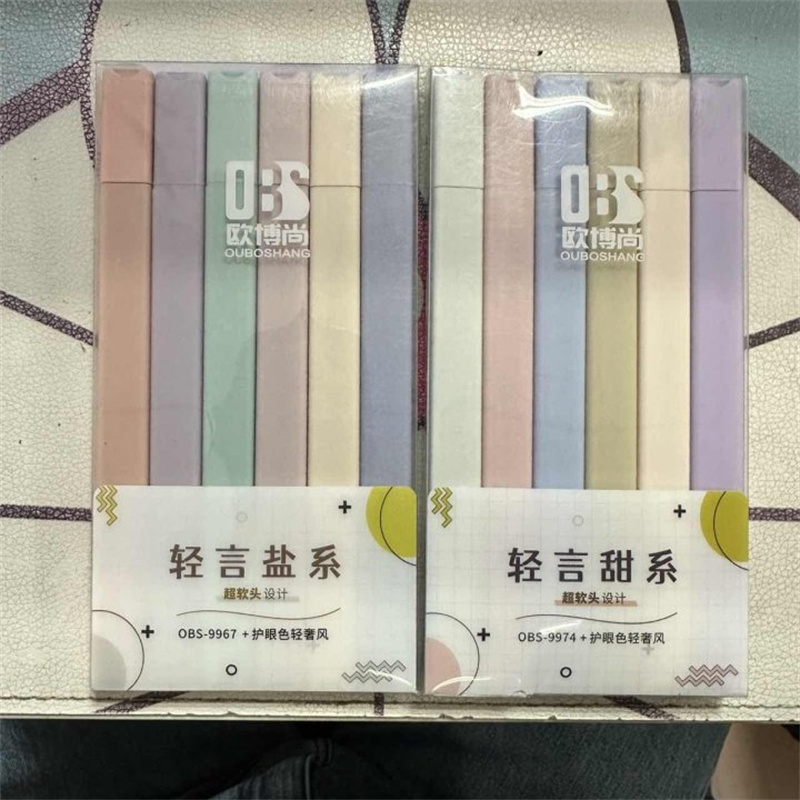 OBS
欧博尚
OUBOSHANG
轻言盐系
超软头设计
OBS-9967 + 护眼色轻奢风
OBS
欧博尚
OUBOSHANG
轻言甜系
超软头设计
OBS-9974 + 护眼色轻奢风